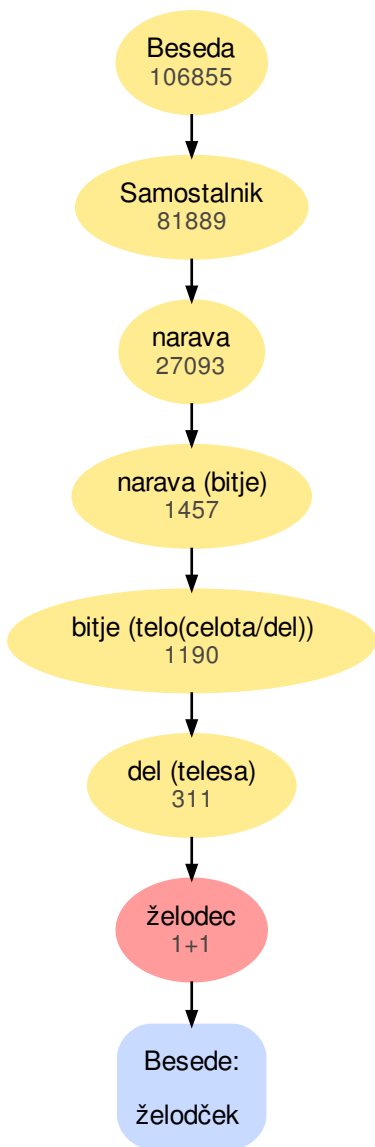 Beseda
106855
Samostalnik
81889
narava
27093
narava (bitje)
1457
bitje (telo(celota/del))
1190
del (telesa)
311
želodec
1+1
Besede:
želodček